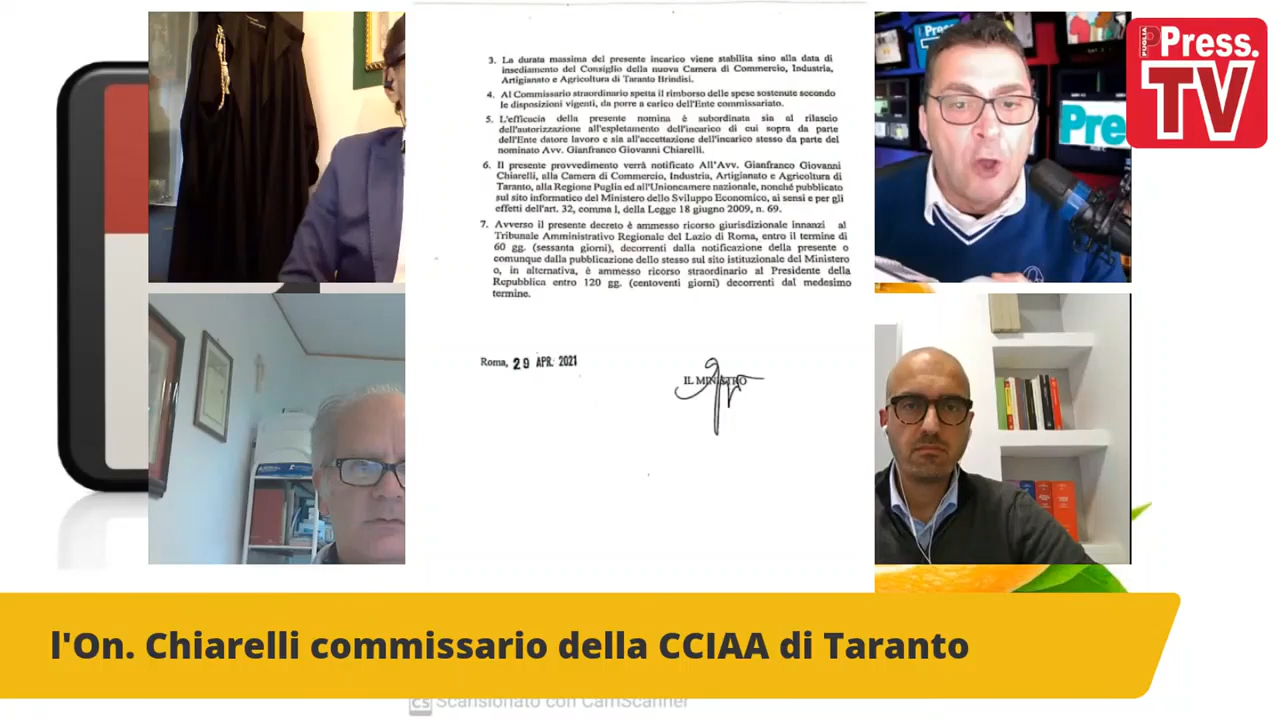 3. La durata massima del presente incarico viene stabilita sino alla data di
insediamento del Consiglio della nuova Camera di Commercio, Industria,
Artigianato e Agricoltura di Taranto Brindisi.
4. Al Commissario straordinario spetta il rimborso delle spese sostenute secondo
le disposizioni vigenti, da porre a carico dell'Ente commissariato.
5. L'efficacia della presente nomina è subordinata sia al rilascio
dell'autorizzazione all'espletamento dell'incarico di cui sopra da parte
dell'Ente datore lavoro e sia all'accettazione dell'incarico stesso da parte del
nominato Avv. Gianfranco Giovanni Chiarelli.
6. Il presente provvedimento verrà notificato All'Avv. Gianfranco Giovanni
Chiarelli, alla Camera di Commercio, Industria, Artigianato e Agricoltura di
Taranto, alla Regione Puglia ed all'Unioncamere nazionale, nonché pubblicato
sul sito informatico del Ministero dello Sviluppo Economico, ai sensi e per gli
effetti dell'art. 32, comma 1, della Legge 18 giugno 2009, n. 69.
7. Avverso il presente decreto è ammesso ricorso giurisdizionale innanzi al
Tribunale Amministrativo Regionale del Lazio di Roma, entro il termine di
60 gg. (sessanta giorni), decorrenti dalla notificazione della presente o
comunque dalla pubblicazione dello stesso sul sito istituzionale del Ministero
o, in alternativa, è ammesso ricorso straordinario al Presidente della
Repubblica entro 120 gg. (centoventi giorni) decorrenti dal medesimo
termine.
Roma, 29 APR. 2021
IL MINISTRO
PUGLIA Press.
TV
Pre
l'On. Chiarelli commissario della CCIAA di Taranto
CS Scansionato con CamScanner